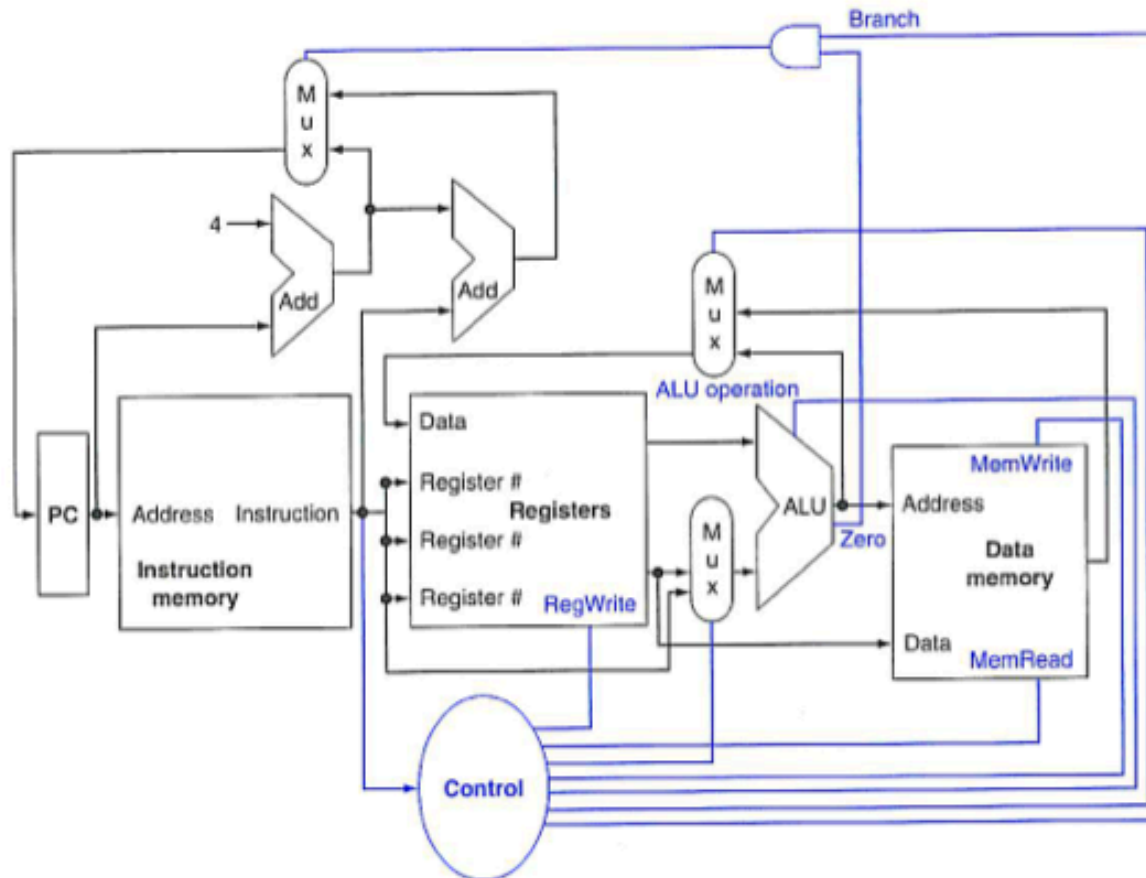 Branch
M
u
x
4
Add
Add
M
u
x
ALU operation
Data
MemWrite
Register #
PC
Address
Instruction
Registers
ALU
Address
M
u
x
Register #
Zero
Data
memory
Instruction
memory
Register #
RegWrite
Data
MemRead
Control